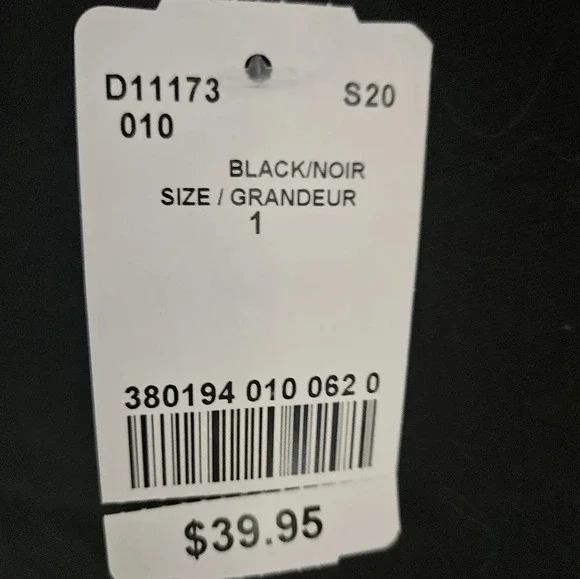 D11173 S20
010
BLACK/NOIR
SIZE / GRANDEUR
1
380194 010 062 0
$39.95